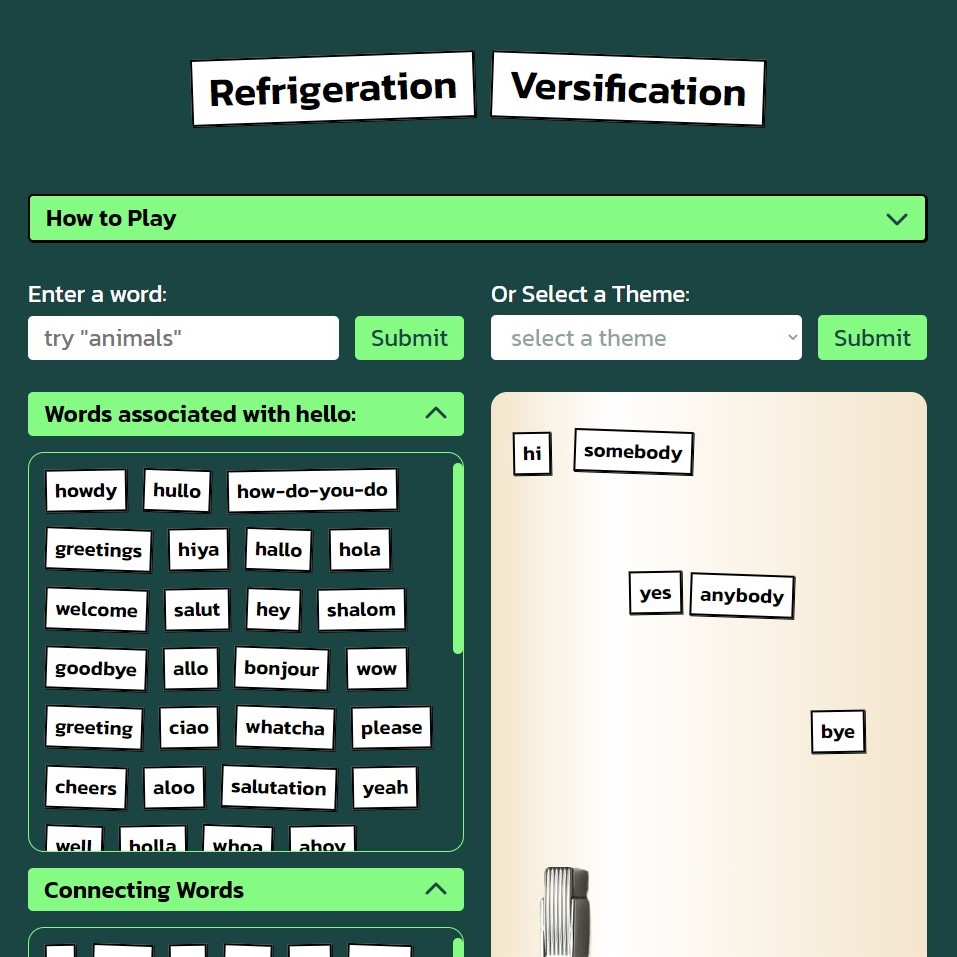 Refrigeration Versification
How to Play
Enter a word:
try "animals"
Submit
Or Select a Theme:
select a theme
Submit
Words associated with hello:
howdy hullo how-do-you-do
greetings hiya hallo hola
welcome salut hey shalom
goodbye allo bonjour wow
greeting ciao whatcha please
cheers aloo salutation yeah
well holla whoa ahoy
Connecting Words
hi somebody
yes anybody
bye